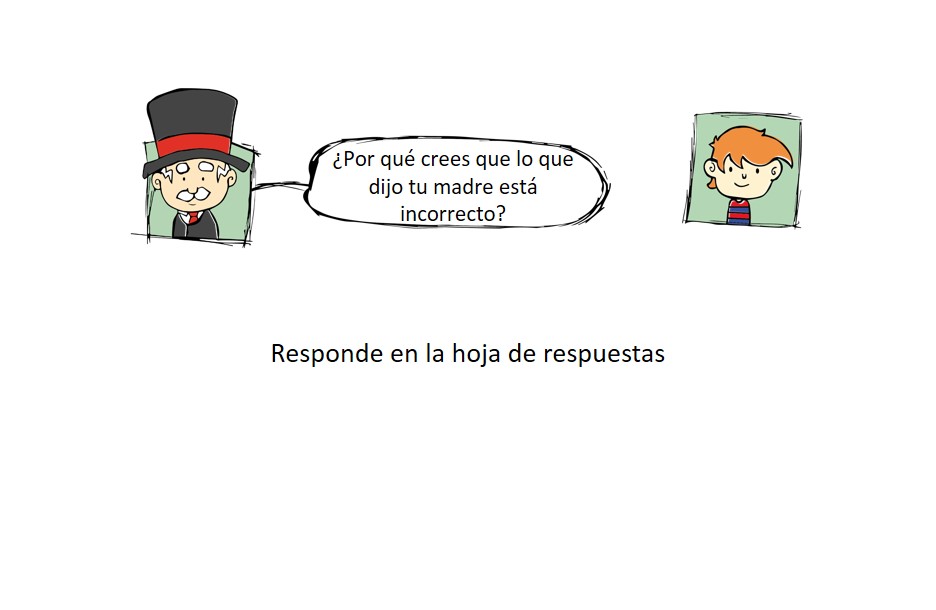 ¿Por qué crees que lo que
dijo tu madre está
incorrecto?
Responde en la hoja de respuestas